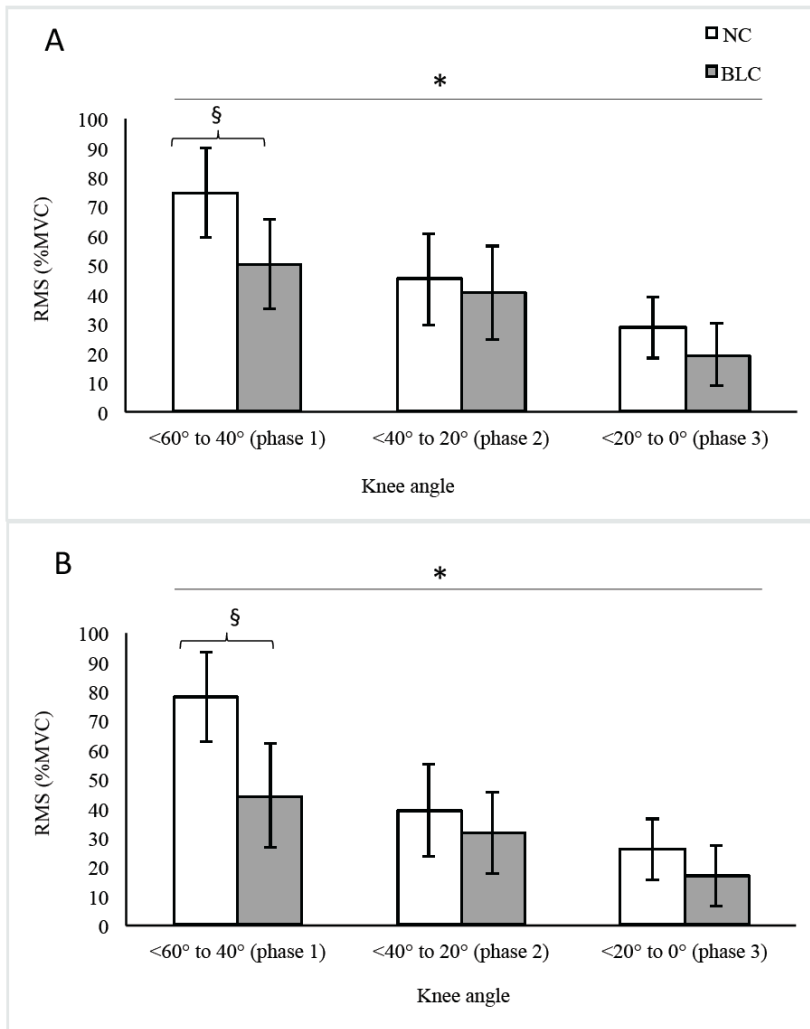 A
NC
BLC
*
§
100
90
80
70
60
50
40
30
20
10
0
RMS (%MVC)
<60° to 40° (phase 1) <40° to 20° (phase 2) <20° to 0° (phase 3)
Knee angle
B
*
§
100
90
80
70
60
50
40
30
20
10
0
RMS (%MVC)
<60° to 40° (phase 1) <40° to 20° (phase 2) <20° to 0° (phase 3)
Knee angle